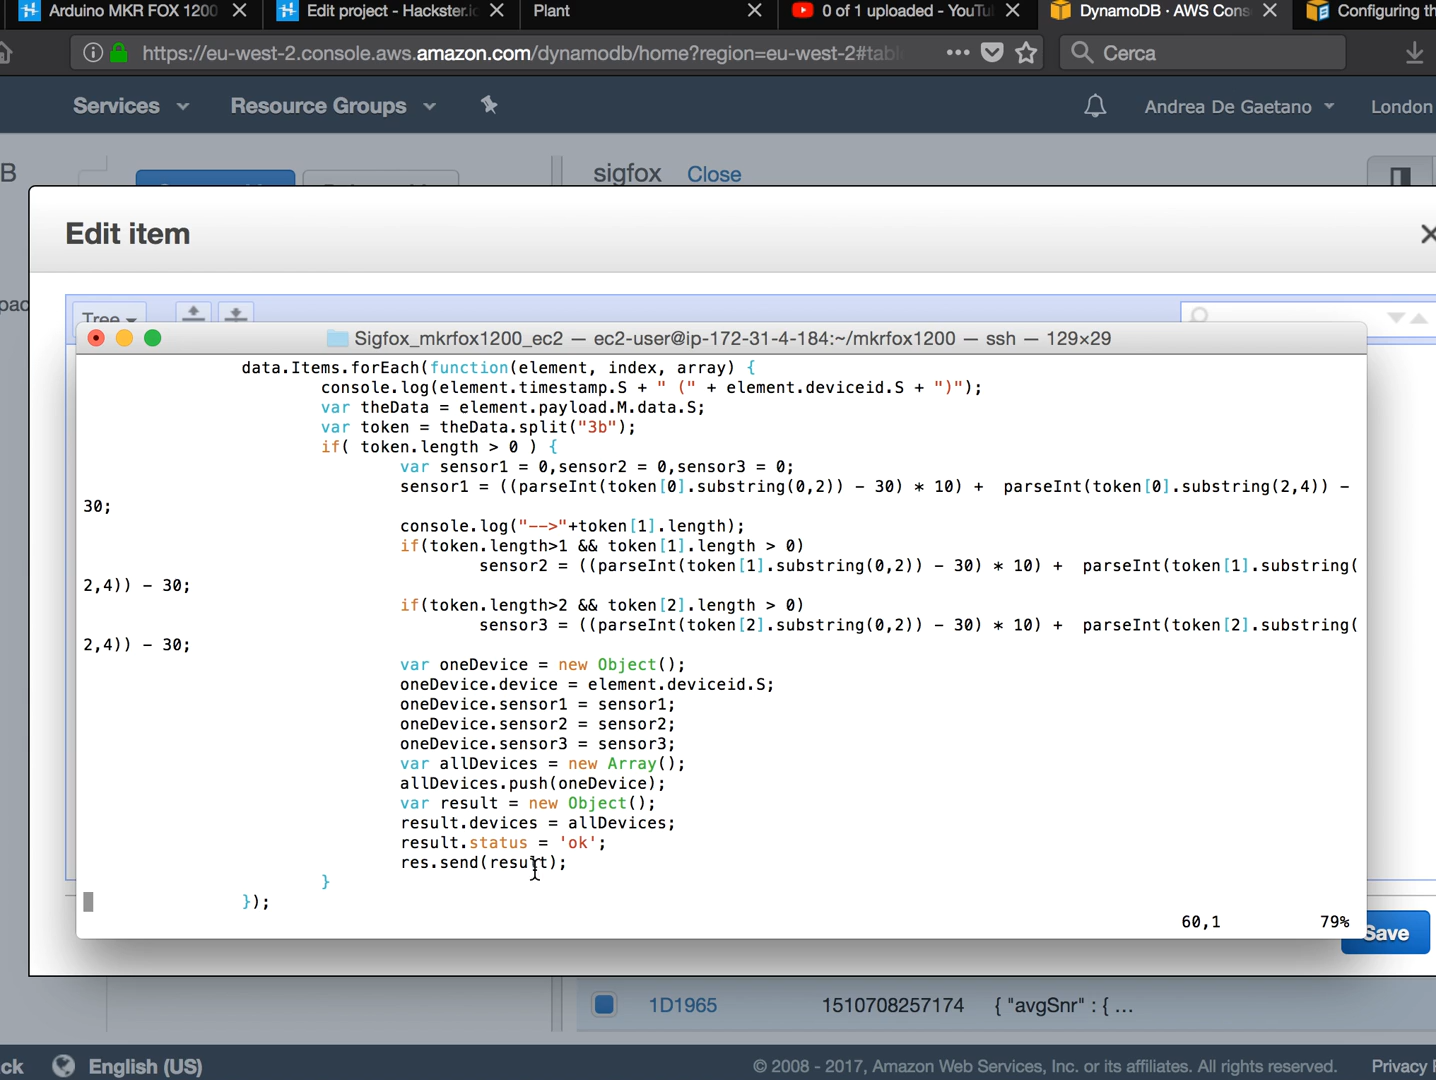 Arduino MKR FOX 1200
Edit project - Hackster.io
Plant
0 of 1 uploaded - YouTu
DynamoDB · AWS Cons
Configuring th
https://eu-west-2.console.aws.amazon.com/dynamodb/home?region=eu-west-2#tabl
Cerca
Services
Resource Groups
Andrea De Gaetano
London
B
sigfox
Close
Edit item
pac
Tree
Sigfox_mkrfox1200_ec2 — ec2-user@ip-172-31-4-184:~/mkrfox1200 — ssh — 129×29
data.Items.forEach(function(element, index, array) {
console.log(element.timestamp.S + " (" + element.deviceid.S + ")");
var theData = element.payload.M.data.S;
var token = theData.split("3b");
if( token.length > 0 ) {
var sensor1 = 0,sensor2 = 0,sensor3 = 0;
sensor1 = ((parseInt(token[0].substring(0,2)) - 30) * 10) +  parseInt(token[0].substring(2,4)) -
30;
console.log("-->"+token[1].length);
if(token.length>1 && token[1].length > 0)
sensor2 = ((parseInt(token[1].substring(0,2)) - 30) * 10) +  parseInt(token[1].substring(
2,4)) - 30;
if(token.length>2 && token[2].length > 0)
sensor3 = ((parseInt(token[2].substring(0,2)) - 30) * 10) +  parseInt(token[2].substring(
2,4)) - 30;
var oneDevice = new Object();
oneDevice.device = element.deviceid.S;
oneDevice.sensor1 = sensor1;
oneDevice.sensor2 = sensor2;
oneDevice.sensor3 = sensor3;
var allDevices = new Array();
allDevices.push(oneDevice);
var result = new Object();
result.devices = allDevices;
result.status = 'ok';
res.send(result);
}
});
60,1
79%
Save
1D1965
1510708257174
{ "avgSnr" : { ...
ck
English (US)
© 2008 - 2017, Amazon Web Services, Inc. or its affiliates. All rights reserved.
Privacy P